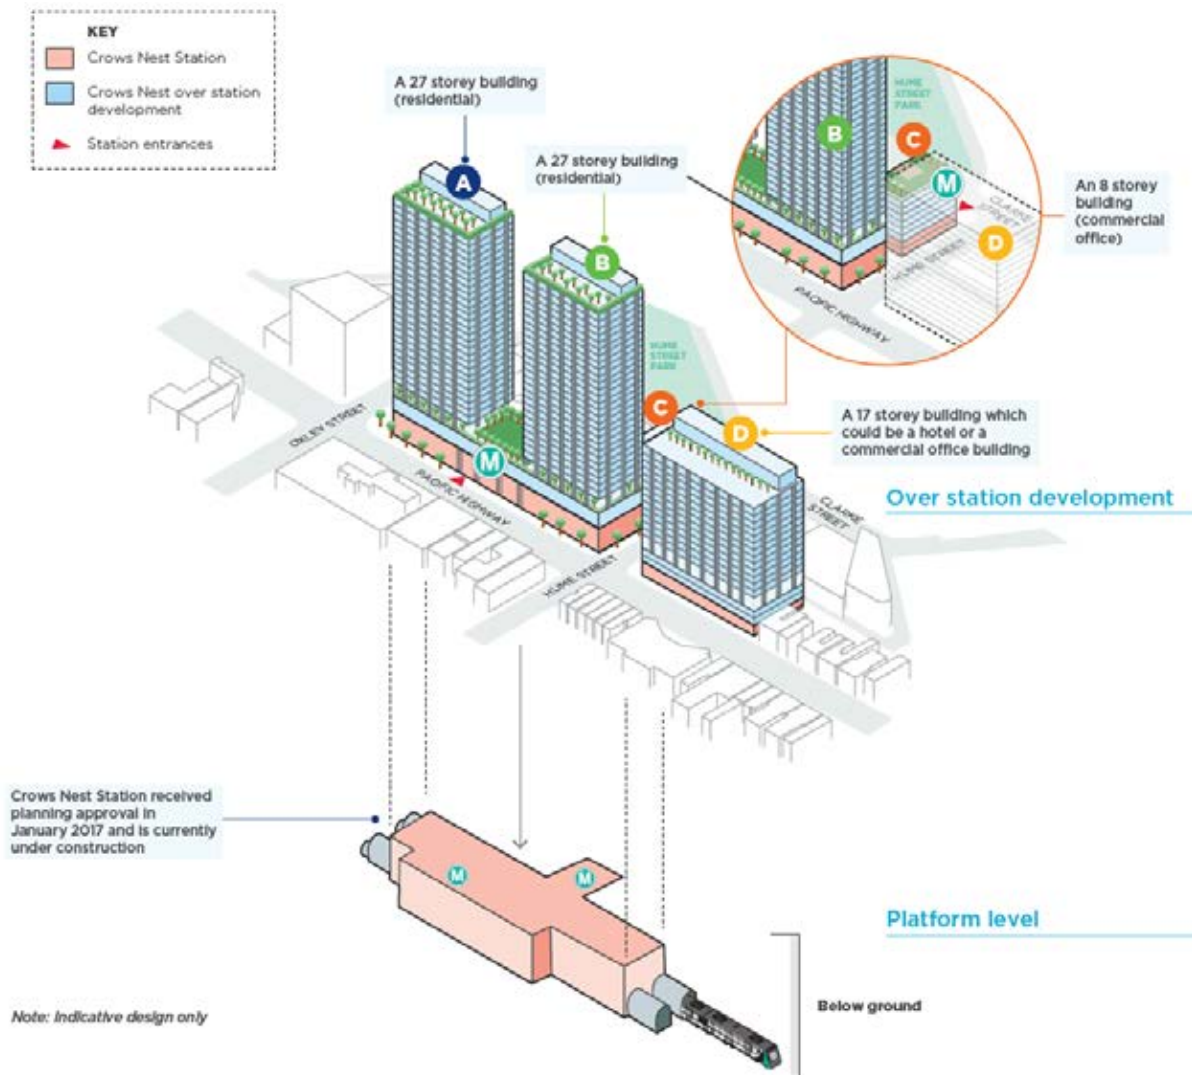 KEY
Crows Nest Station
Crows Nest over station
development
Station entrances
A 27 storey building
(residential)
A
A 27 storey building
(residential)
B
B
HUME
STREET
PARK
C
M
CLARKE
STREET
D
HUME STREET
PACIFIC HIGHWAY
An 8 storey
building
(commercial
office)
HUME
STREET
PARK
C
D
A 17 storey building which
could be a hotel or a
commercial office building
Over station development
OXLEY STREET
M
PACIFIC HIGHWAY
HUME STREET
CLARKE
STREET
Crows Nest Station received
planning approval in
January 2017 and is currently
under construction
M
M
Platform level
Below ground
Note: Indicative design only